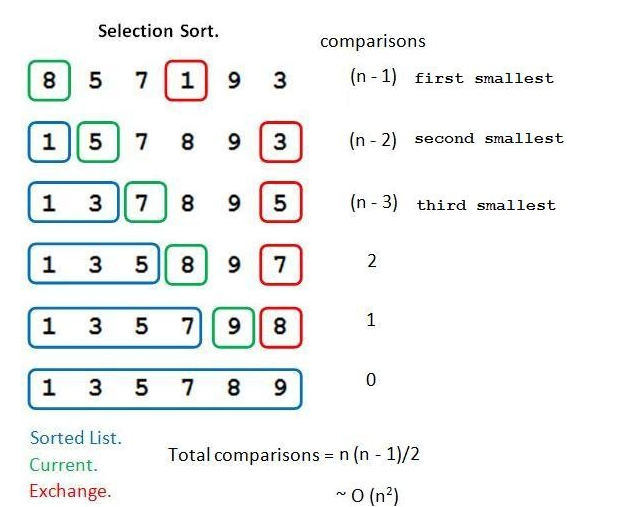 Selection Sort.
comparisons
8 5 7 1 9 3 (n - 1) first smallest
1 5 7 8 9 3 (n - 2) second smallest
1 3 7 8 9 5 (n - 3) third smallest
1 3 5 8 9 7 2
1 3 5 7 9 8 1
1 3 5 7 8 9 0
Sorted List.
Current.
Exchange.
Total comparisons = n (n - 1)/2
~ O (n²)